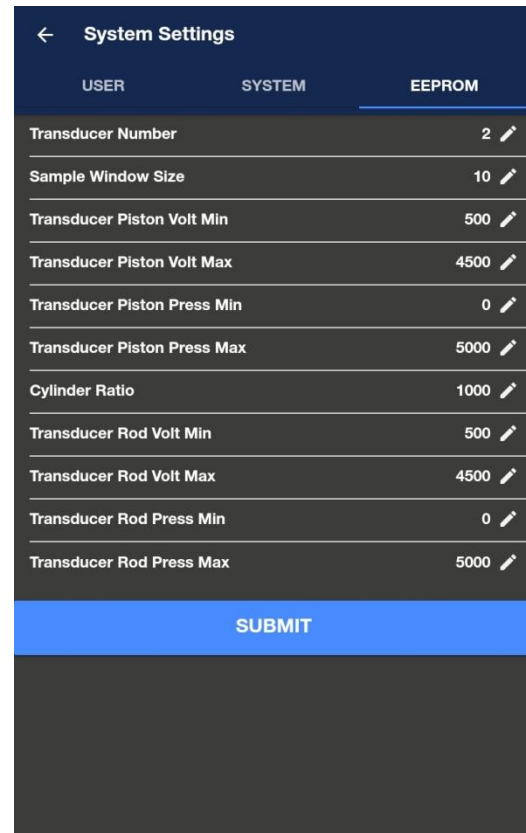 System Settings
USER SYSTEM EEPROM
Transducer Number 2
Sample Window Size 10
Transducer Piston Volt Min 500
Transducer Piston Volt Max 4500
Transducer Piston Press Min 0
Transducer Piston Press Max 5000
Cylinder Ratio 1000
Transducer Rod Volt Min 500
Transducer Rod Volt Max 4500
Transducer Rod Press Min 0
Transducer Rod Press Max 5000
SUBMIT